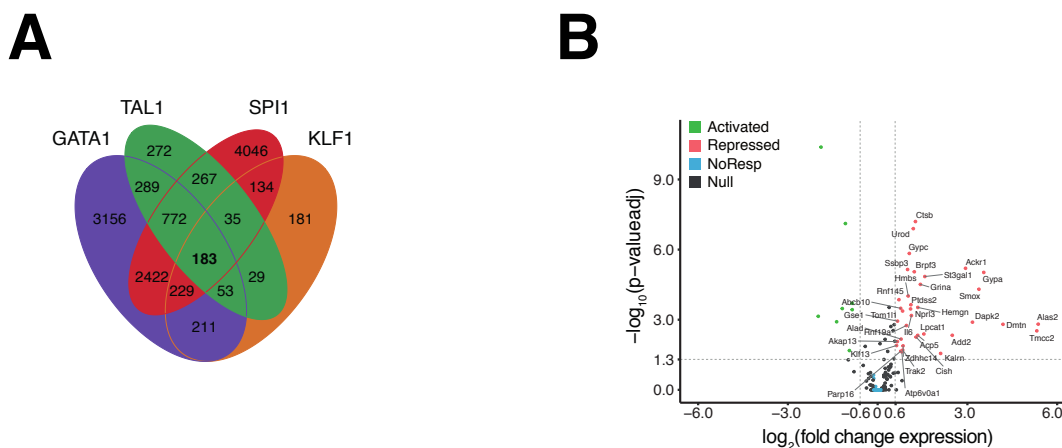 A
B
TAL1
SPI1
GATA1
KLF1
272
4046
289
267
134
3156
772
35
181
183
2422
229
53
29
211
Activated
Repressed
NoResp
Null
−log10(p−valueadj)
9.0
6.0
3.0
1.3
0.0
Ctsb
Urod
Gypc
Ssbp3
Brpf3
Ackr1
Hmbs
St3gal1
Gypa
Grina
Smox
Rnf145
Abcb10
Ptdss2
Hemgn
Gse1
Tom1l1
Nprl3
Dapk2
Dmtn
Alas2
Alad
Rnf19a
Il6
Lpcat1
Tmcc2
Akap13
Acp5
Add2
Klf13
Zdhhc14
Kalrn
Trak2
Cish
Parp16
Atp6v0a1
−6.0
−3.0
−0.6
0.0
0.6
3.0
6.0
log2(fold change expression)